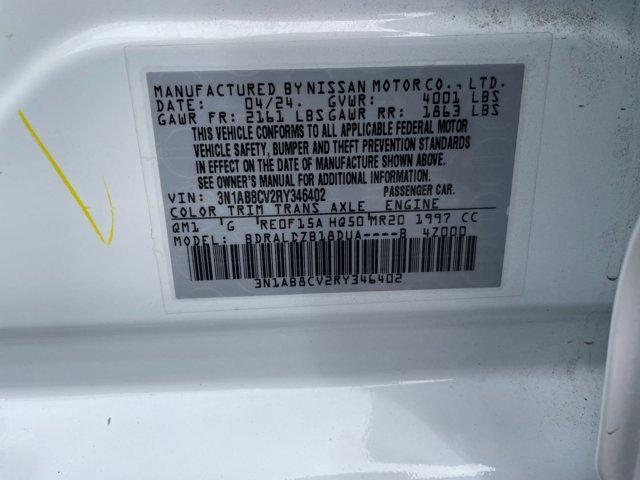 MANUFACTURED BY NISSAN MOTOR CO., LTD.
DATE: 04/24. GVWR: 4001 LBS
GAWR FR: 2161 LBS GAWR RR: 1863 LBS
THIS VEHICLE CONFORMS TO ALL APPLICABLE FEDERAL MOTOR
VEHICLE SAFETY, BUMPER AND THEFT PREVENTION STANDARDS
IN EFFECT ON THE DATE OF MANUFACTURE SHOWN ABOVE.
SEE OWNER'S MANUAL FOR ADDITIONAL INFORMATION.
VIN: 3N1AB8CV2RY346402 PASSENGER CAR.
COLOR TRIM TRANS AXLE ENGINE
QM1 G RE0F15A HQ50 MR20 1997 CC
MODEL: BDRALDZB18DUA----B 47000
3N1AB8CV2RY346402